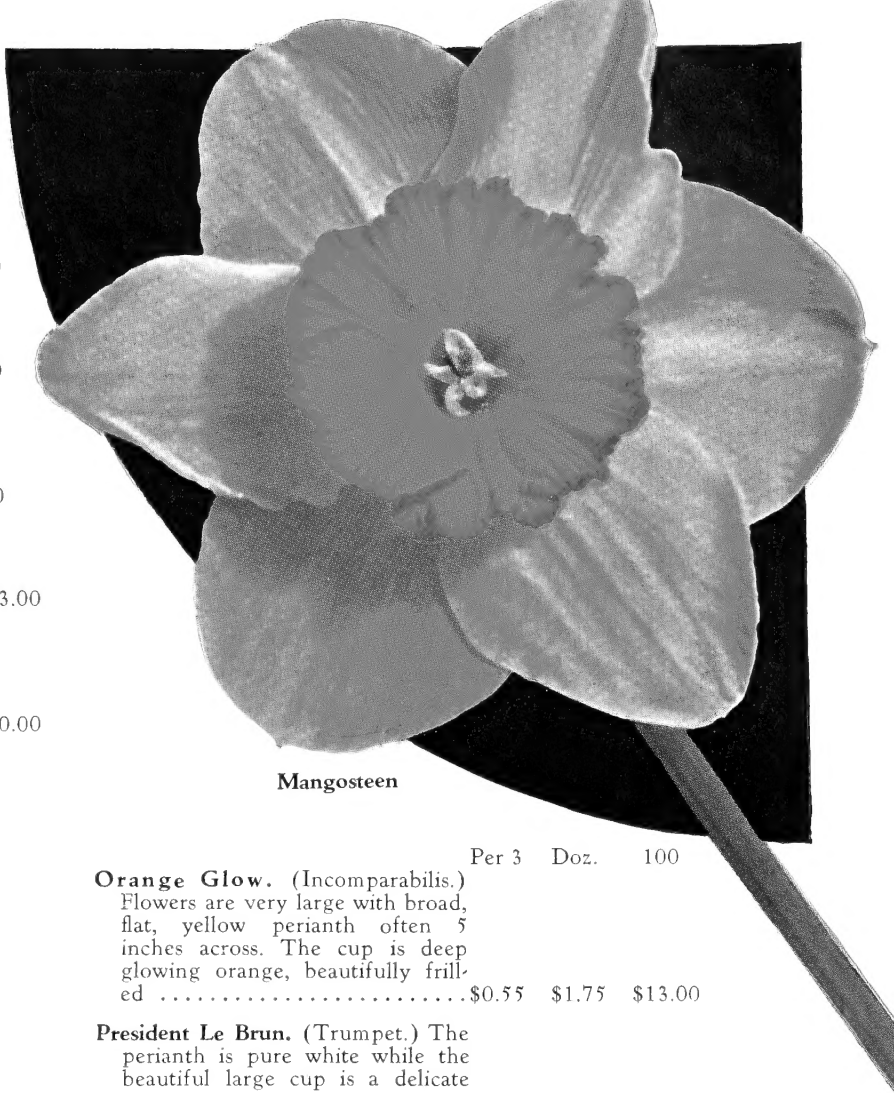 3.00
0.00
Mangosteen
Per 3 Doz. 100
Orange Glow. (Incomparabilis.)
Flowers are very large with broad,
flat, yellow perianth often 5
inches across. The cup is deep
glowing orange, beautifully frill-
ed ..........................$0.55 $1.75 $13.00
President Le Brun. (Trumpet.) The
perianth is pure white while the
beautiful large cup is a delicate